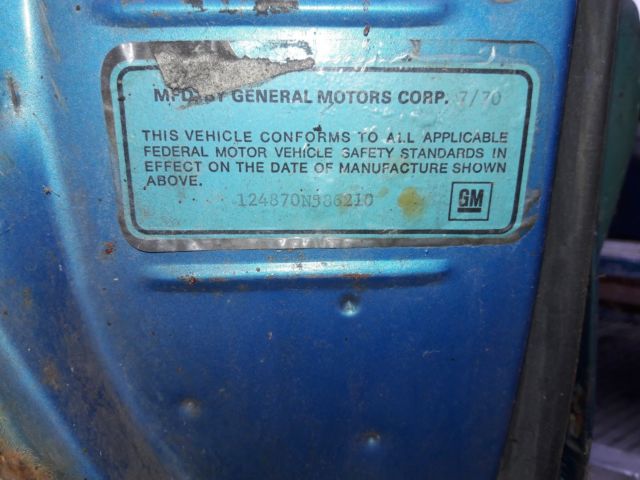 MFD. BY GENERAL MOTORS CORP. 7/70
THIS VEHICLE CONFORMS TO ALL APPLICABLE
FEDERAL MOTOR VEHICLE SAFETY STANDARDS IN
EFFECT ON THE DATE OF MANUFACTURE SHOWN
ABOVE.
124870N586210
GM